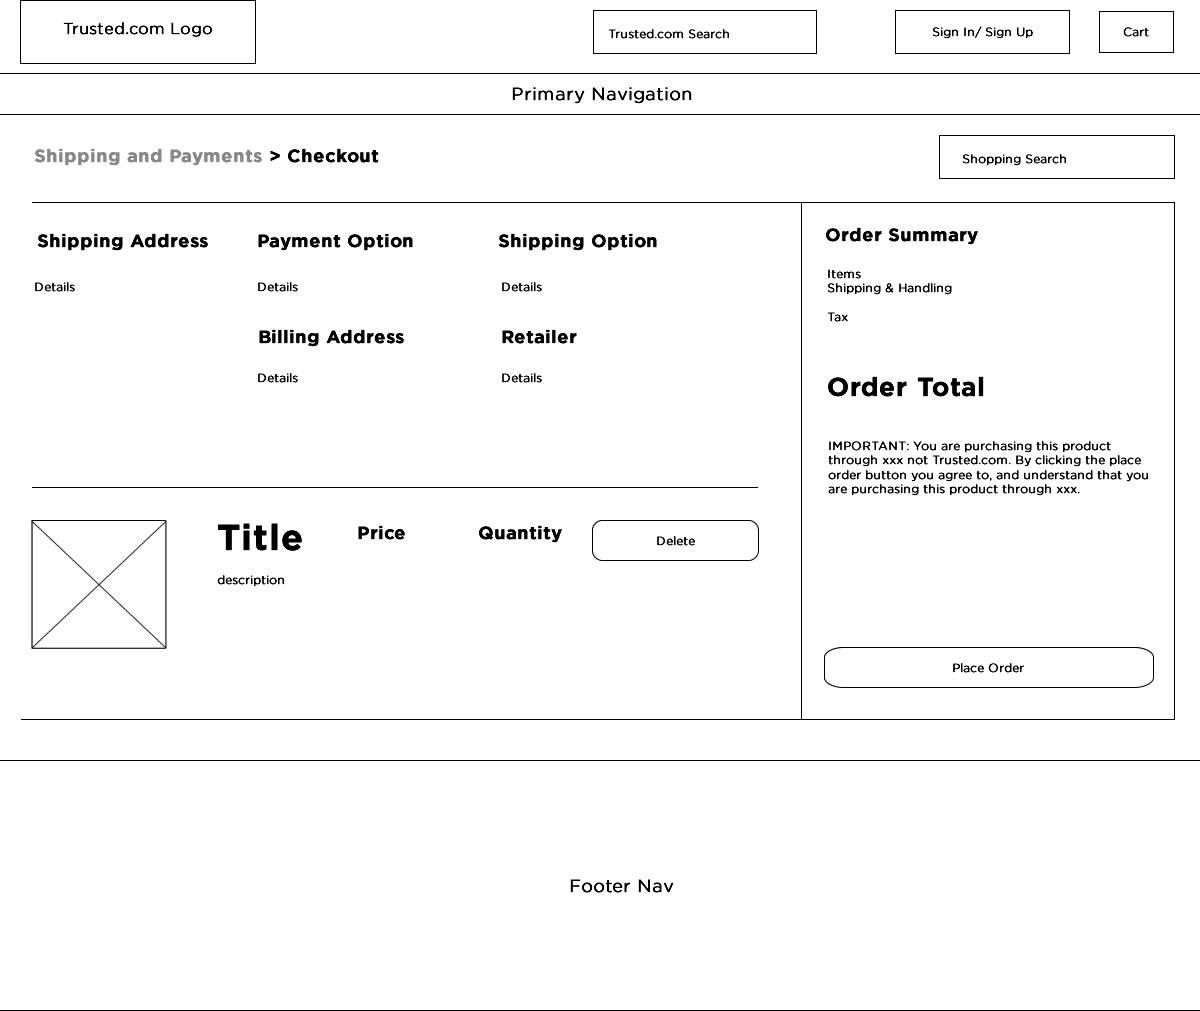 Trusted.com Logo
Trusted.com Search
Sign In/ Sign Up
Cart
Primary Navigation
Shipping and Payments > Checkout
Shopping Search
Shipping Address
Details
Payment Option
Details
Billing Address
Details
Shipping Option
Details
Retailer
Details
Title
description
Price
Quantity
Delete
Order Summary
Items
Shipping & Handling
Tax
Order Total
IMPORTANT: You are purchasing this product
through xxx not Trusted.com. By clicking the place
order button you agree to, and understand that you
are purchasing this product through xxx.
Place Order
Footer Nav